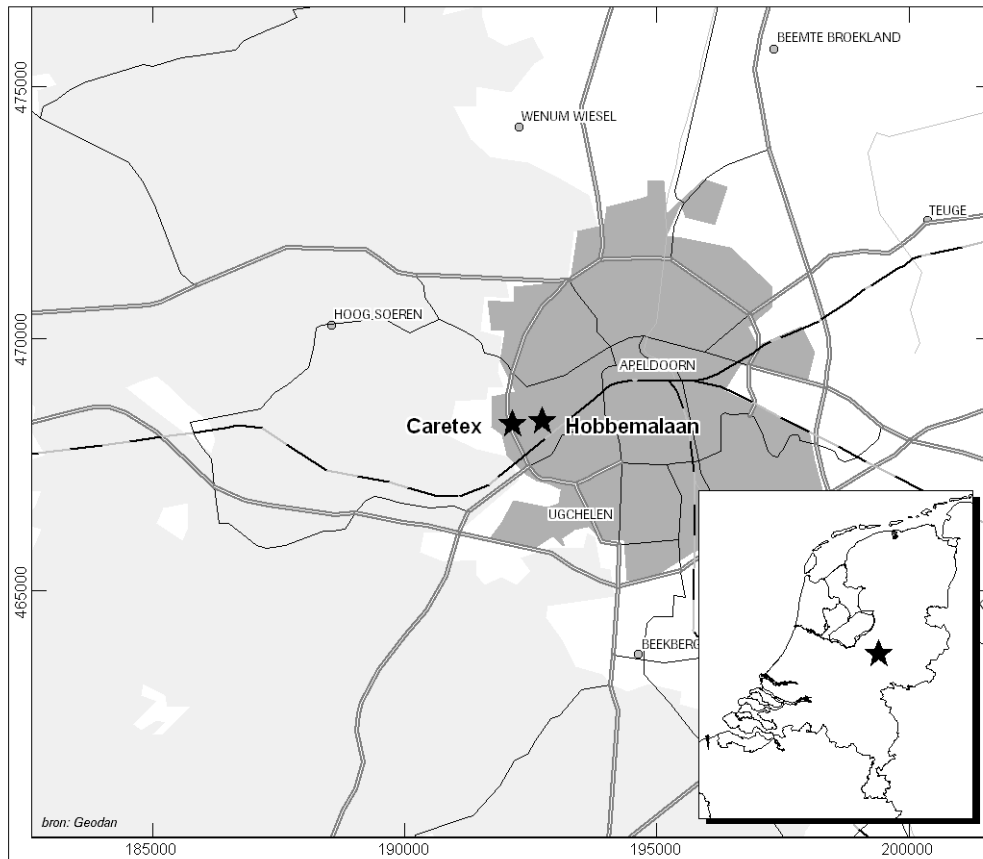 BEEMTE BROEKLAND
475000
WENUM WIESEL
TEUGE
HOOG SOEREN
470000
APELDOORN
Caretex
Hobbemalaan
UGCHELEN
465000
BEEKBERG
bron: Geodan
185000
190000
195000
200000